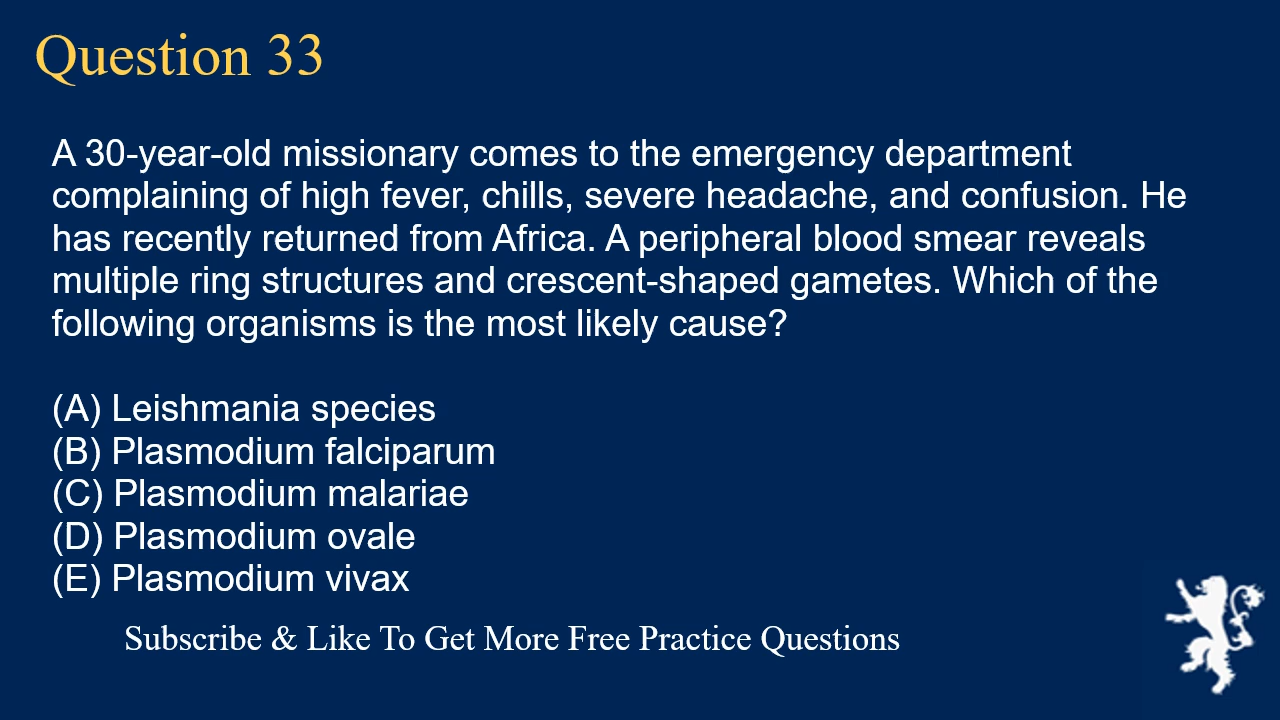 Question 33
A 30-year-old missionary comes to the emergency department
complaining of high fever, chills, severe headache, and confusion. He
has recently returned from Africa. A peripheral blood smear reveals
multiple ring structures and crescent-shaped gametes. Which of the
following organisms is the most likely cause?
(A) Leishmania species
(B) Plasmodium falciparum
(C) Plasmodium malariae
(D) Plasmodium ovale
(E) Plasmodium vivax
Subscribe & Like To Get More Free Practice Questions